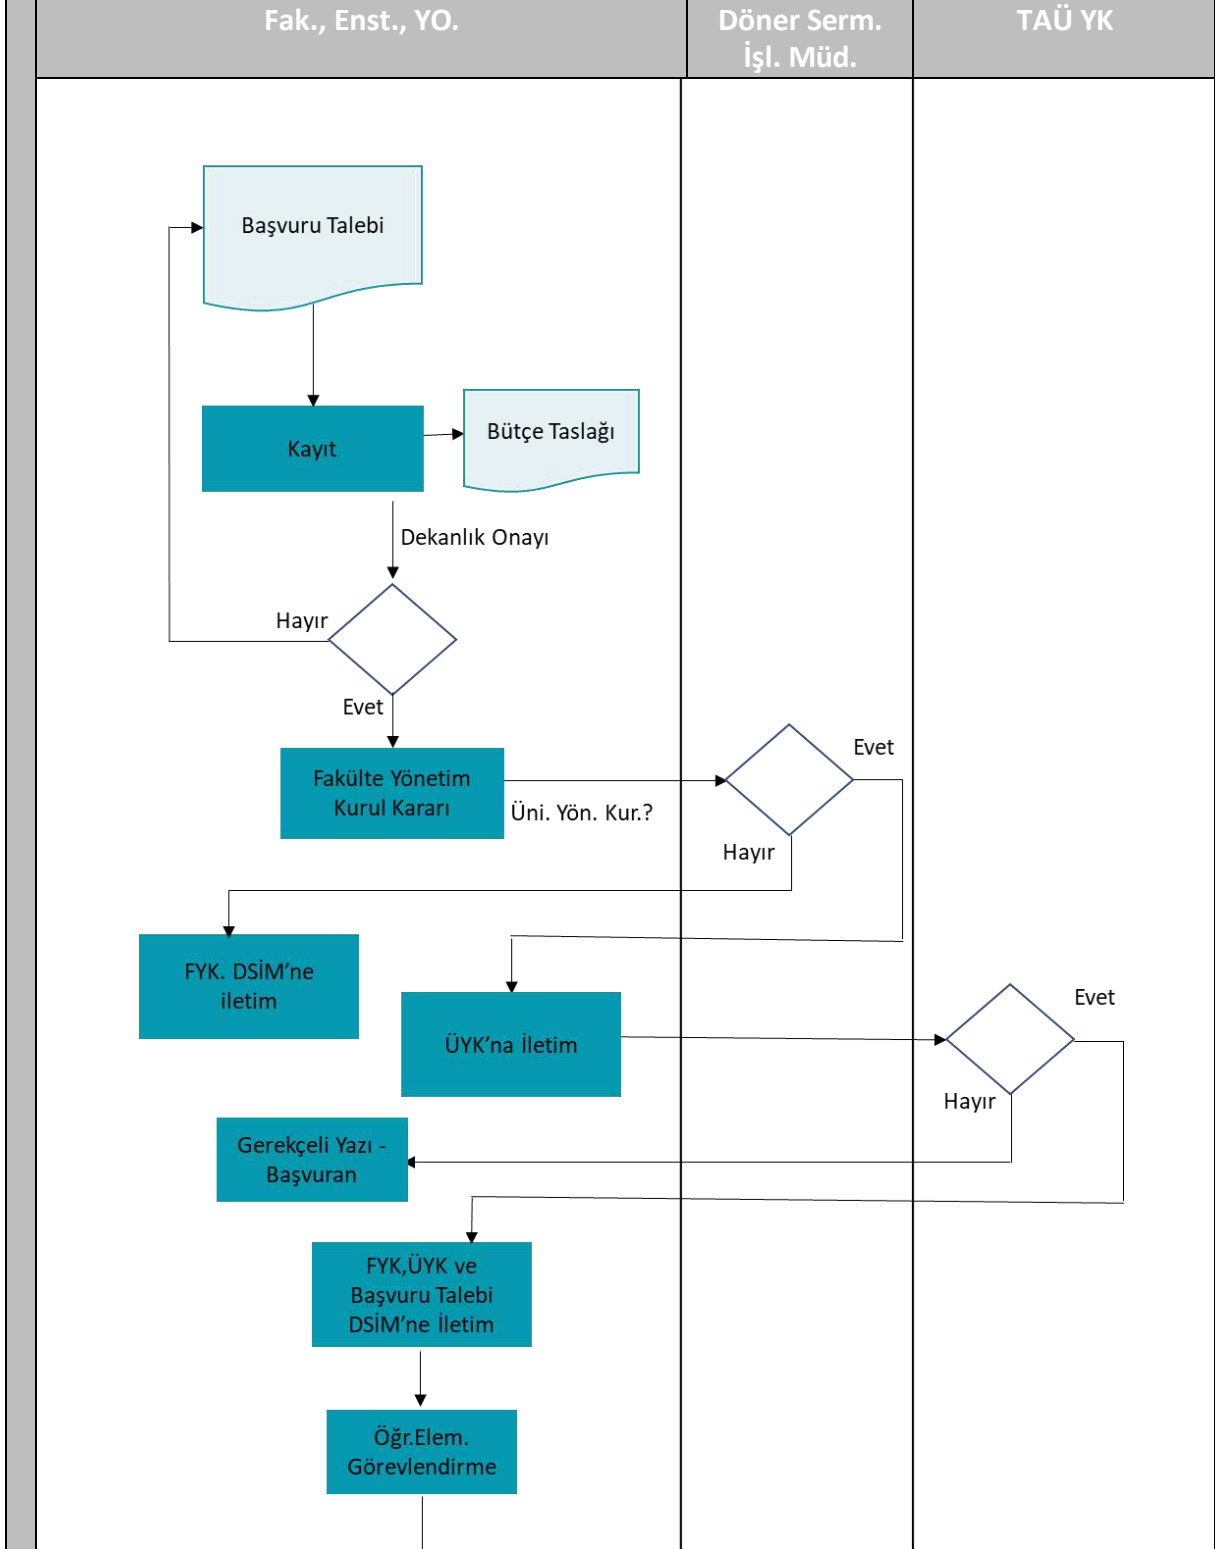 Fak., Enst., YO.
Döner Serm.
İşl. Müd.
TAÜ YK
Başvuru Talebi
Kayıt
Bütçe Taslağı
Dekanlık Onayı
Hayır
Evet
Fakülte Yönetim
Kurul Kararı
Üni. Yön. Kur.?
Evet
Hayır
FYK. DSİM’ne
iletim
ÜYK’na İletim
Evet
Hayır
Gerekçeli Yazı -
Başvuran
FYK,ÜYK ve
Başvuru Talebi
DSİM’ne İletim
Öğr.Elem.
Görevlendirme